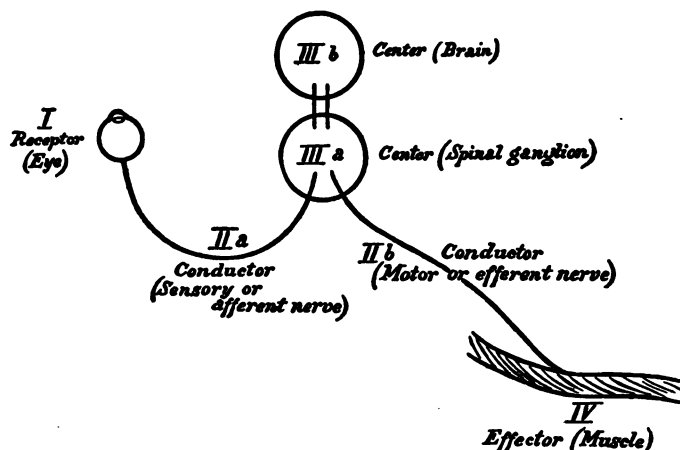 III b
Center (Brain)
I
Receptor
(Eye)
III a
Center (Spinal ganglion)
II a
Conductor
(Sensory or
afferent nerve)
II b
Conductor
(Motor or efferent nerve)
IV
Effector (Muscle)